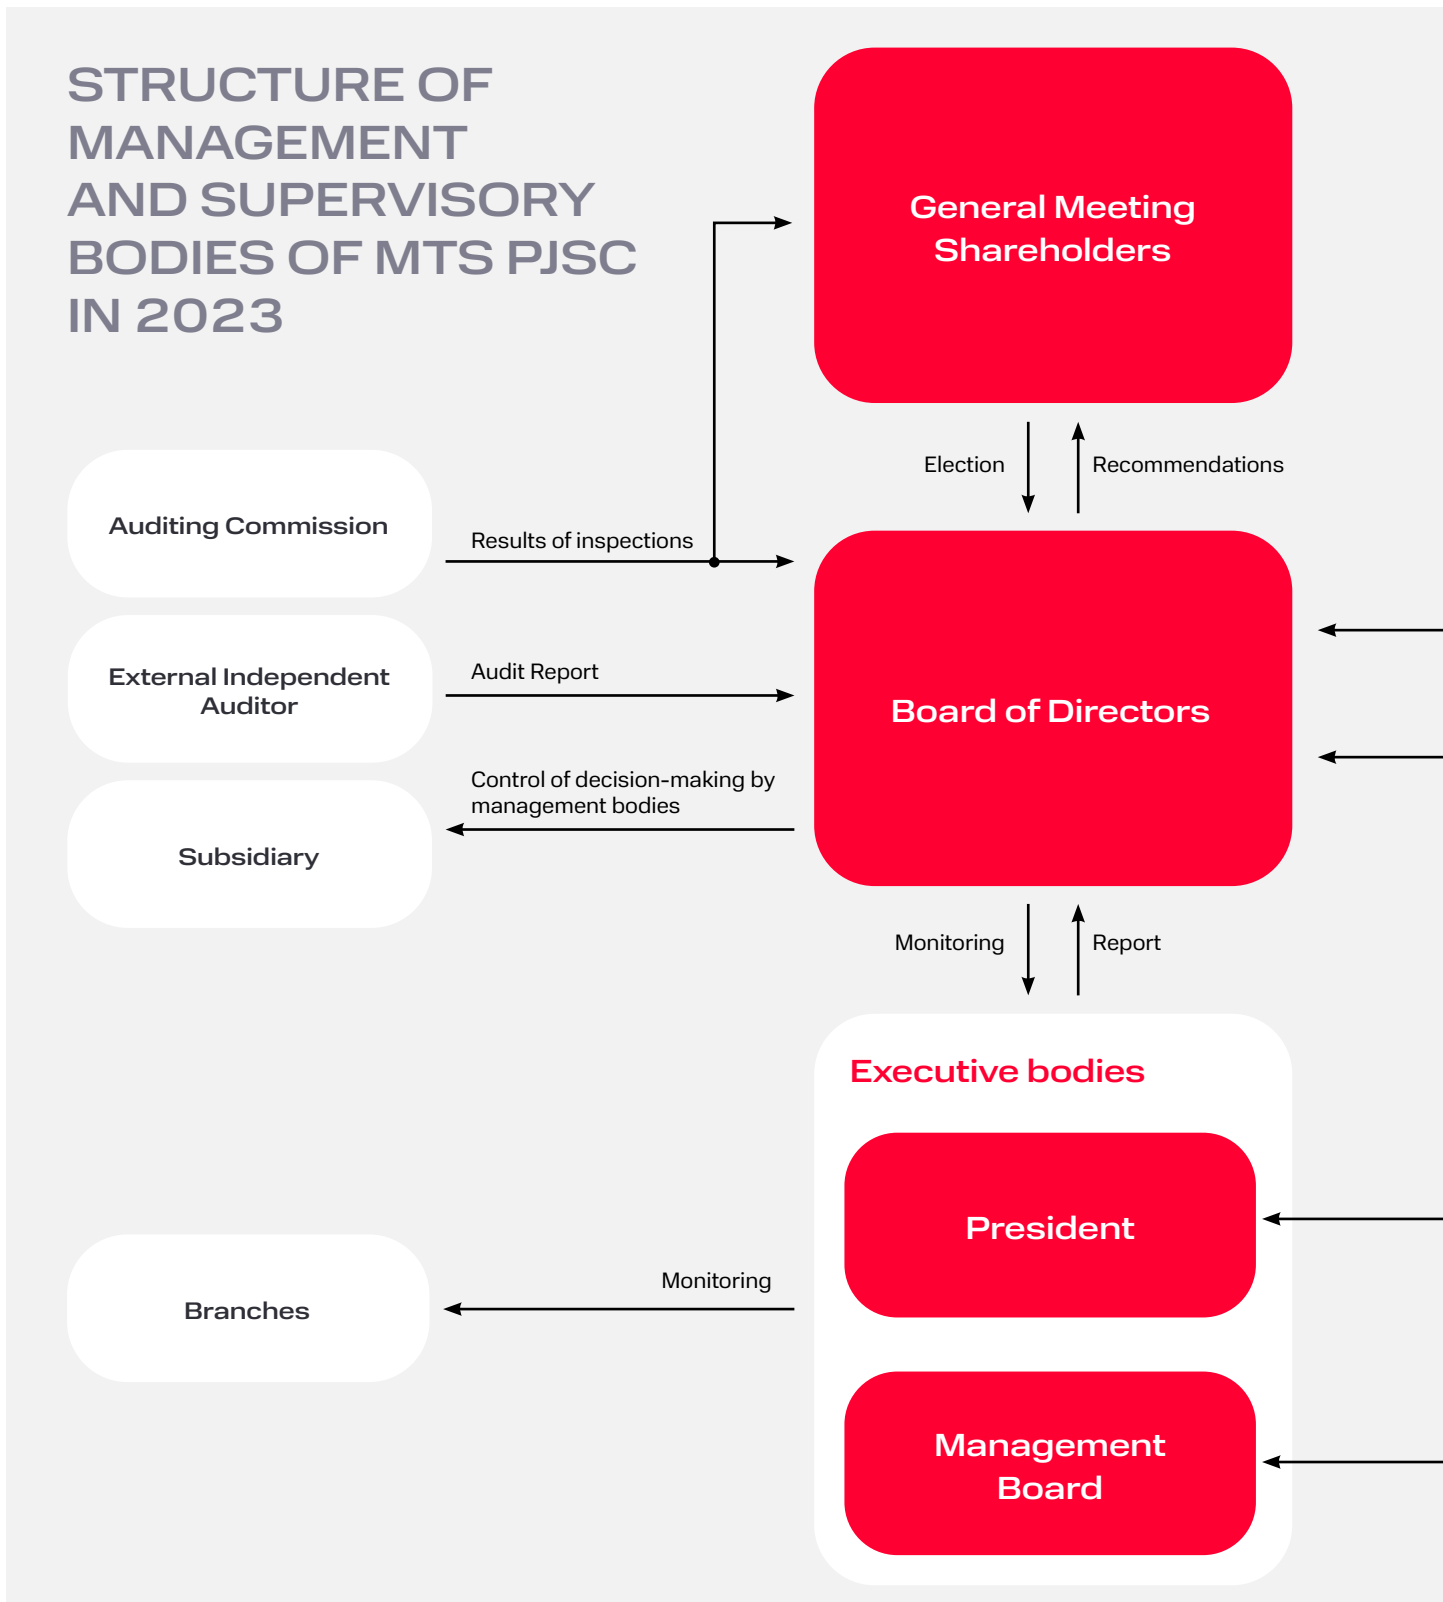 STRUCTURE OF
MANAGEMENT
AND SUPERVISORY
BODIES OF MTS PJSC
IN 2023
General Meeting
Shareholders
Election
Recommendations
Auditing Commission
Results of inspections
External Independent
Auditor
Audit Report
Board of Directors
Control of decision-making by
management bodies
Subsidiary
Monitoring
Report
Executive bodies
President
Monitoring
Branches
Management
Board